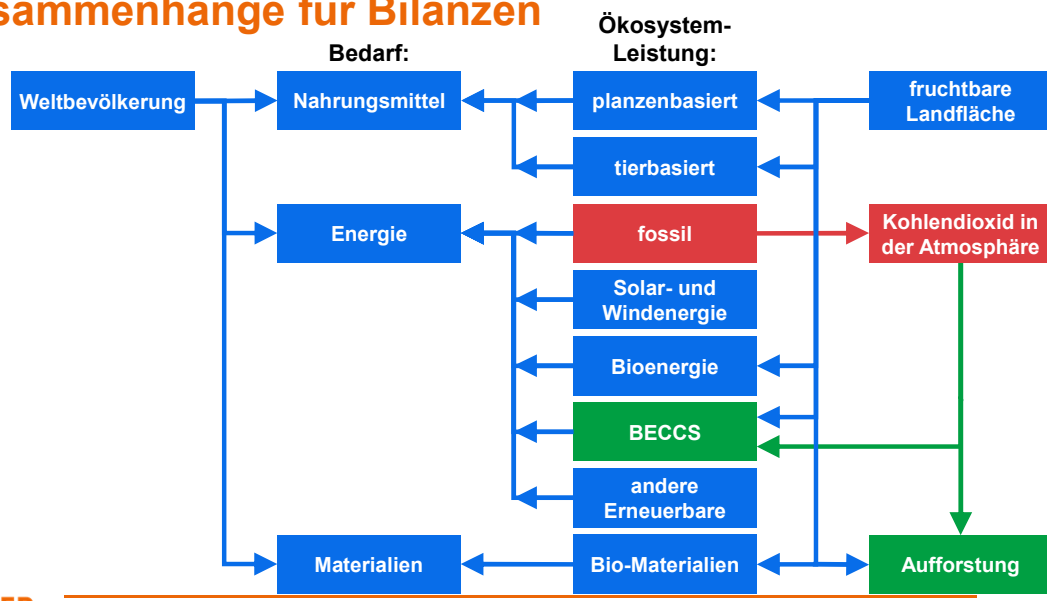 sammenhänge für Bilanzen
Bedarf:
Ökosystem-
Leistung:
Weltbevölkerung
Nahrungsmittel
planzenbasiert
fruchtbare
Landfläche
tierbasiert
Energie
fossil
Kohlendioxid in
der Atmosphäre
Solar- und
Windenergie
Bioenergie
BECCS
andere
Erneuerbare
Materialien
Bio-Materialien
Aufforstung